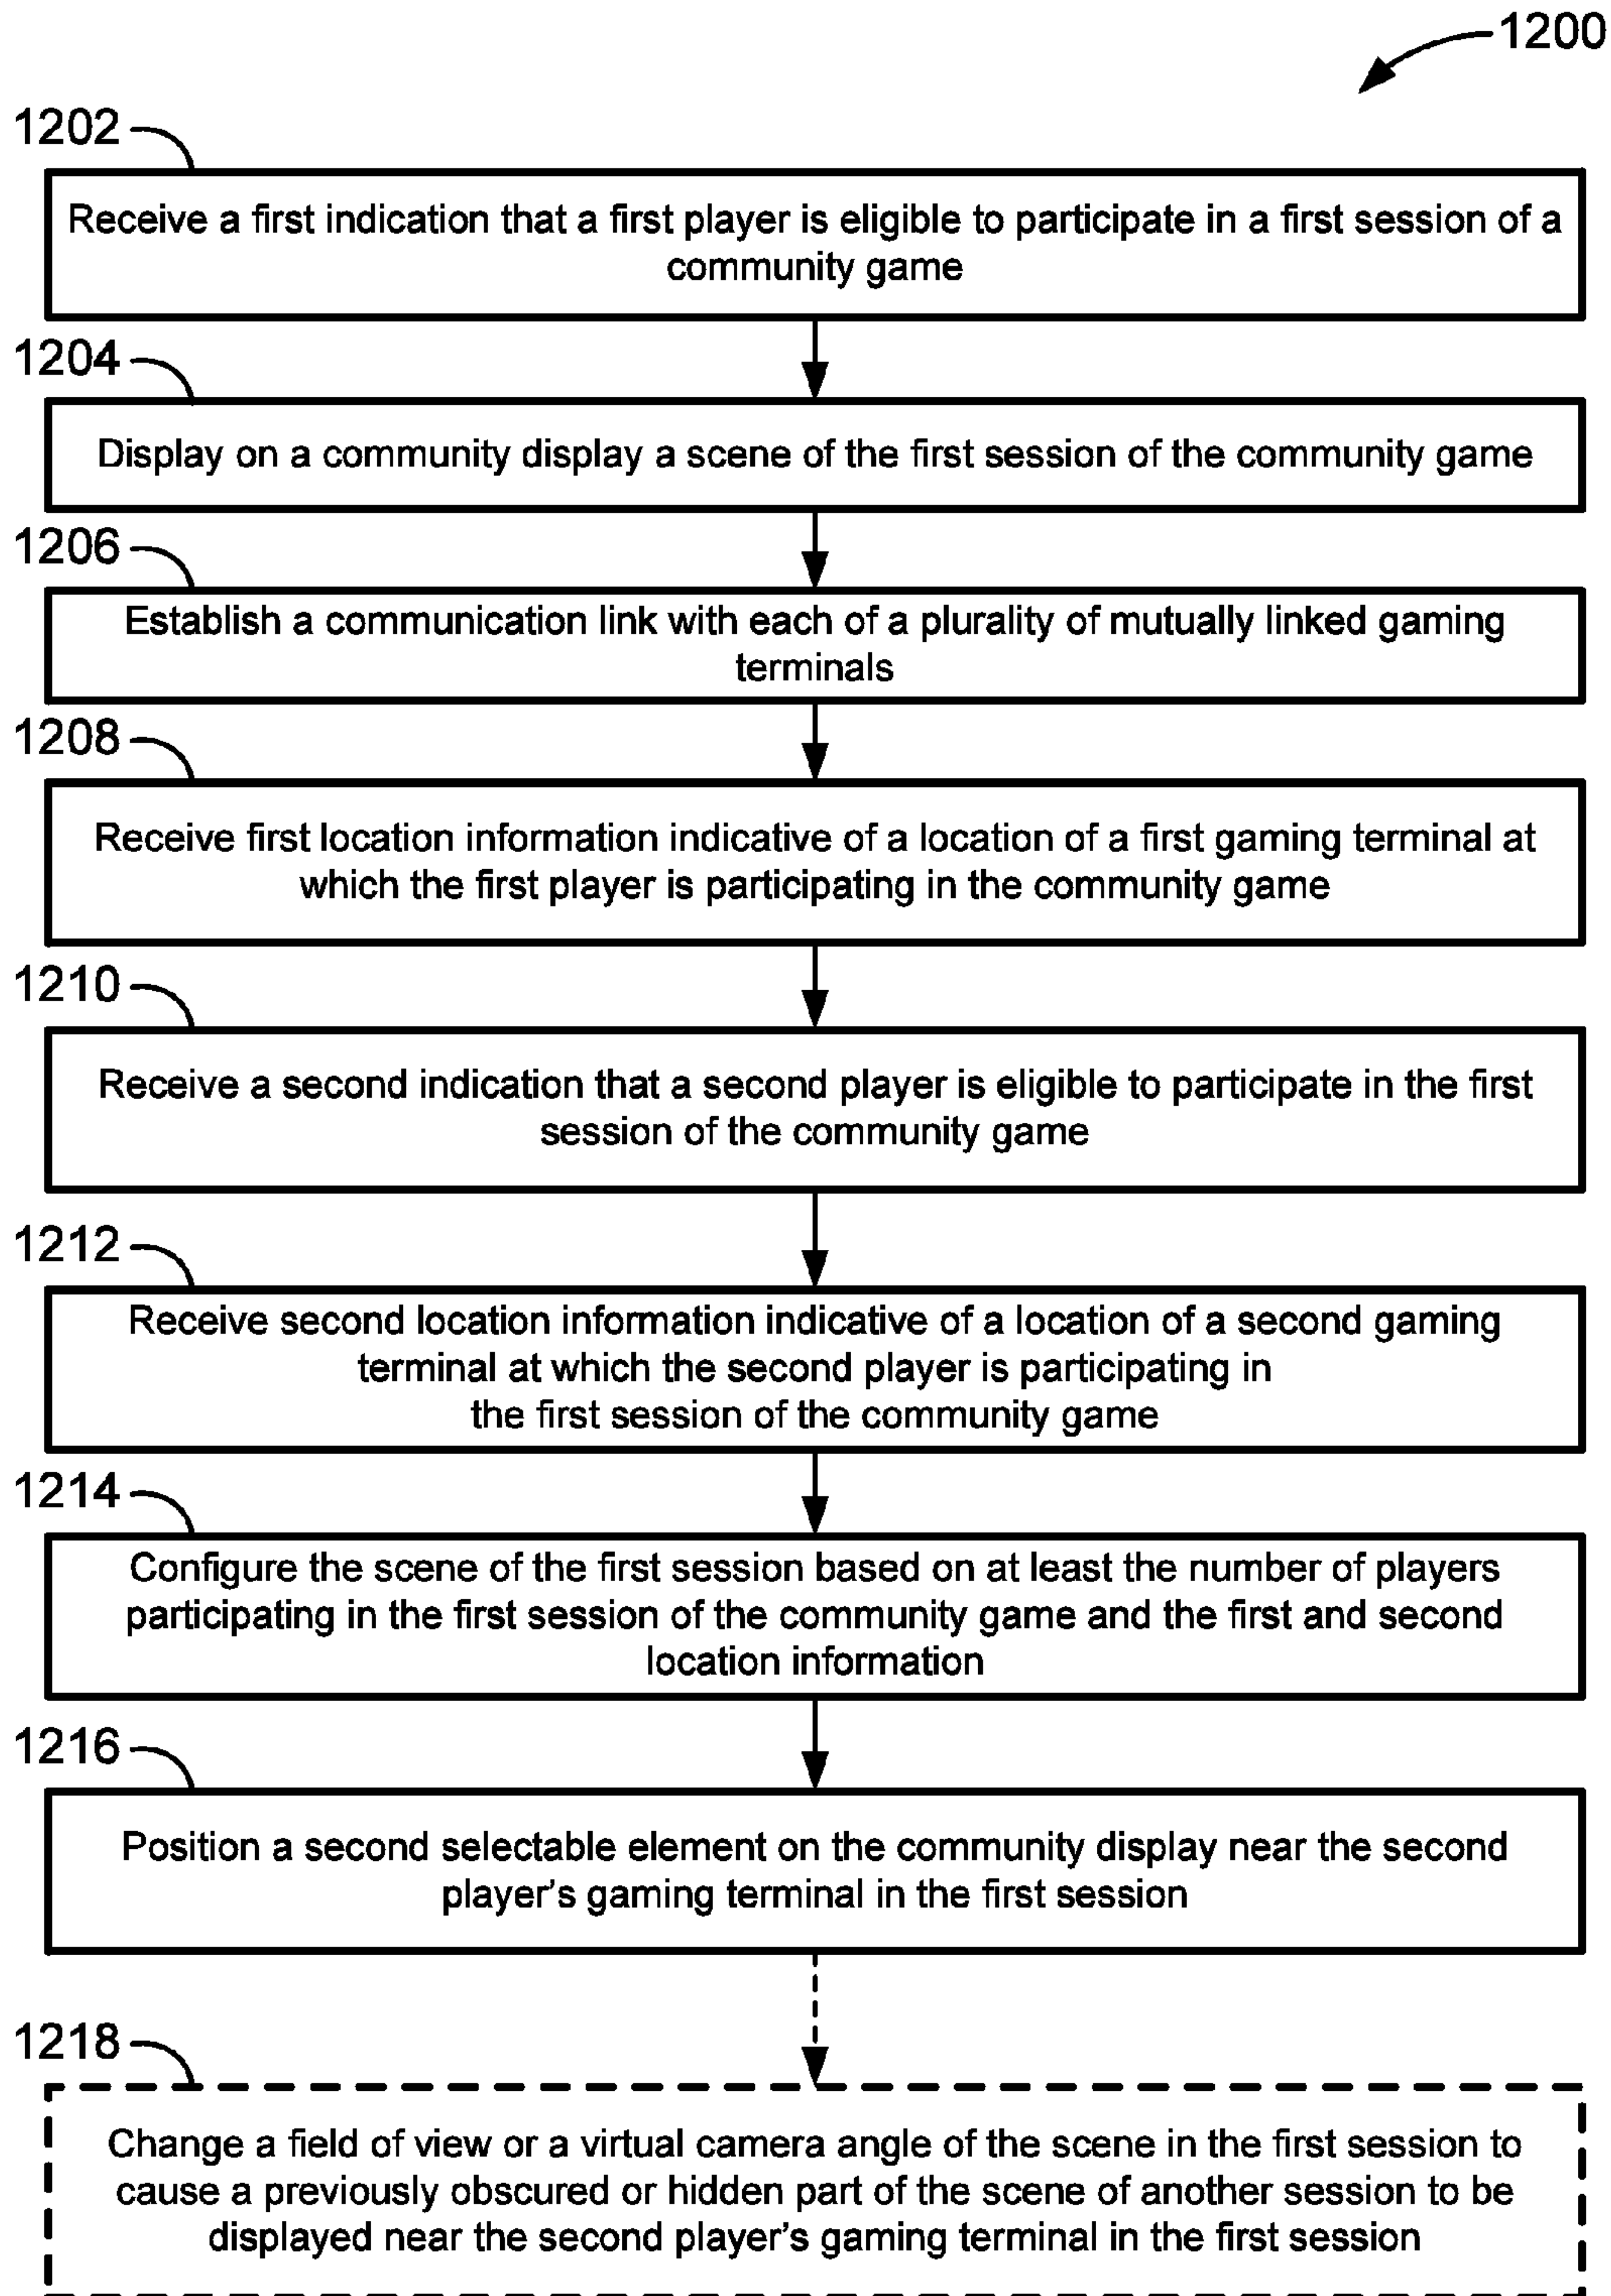 1200
1202
Receive a first indication that a first player is eligible to participate in a first session of a
community game
1204
Display on a community display a scene of the first session of the community game
1206
Establish a communication link with each of a plurality of mutually linked gaming
terminals
1208
Receive first location information indicative of a location of a first gaming terminal at
which the first player is participating in the community game
1210
Receive a second indication that a second player is eligible to participate in the first
session of the community game
1212
Receive second location information indicative of a location of a second gaming
terminal at which the second player is participating in
the first session of the community game
1214
Configure the scene of the first session based on at least the number of players
participating in the first session of the community game and the first and second
location information
1216
Position a second selectable element on the community display near the second
player's gaming terminal in the first session
1218
Change a field of view or a virtual camera angle of the scene in the first session to
cause a previously obscured or hidden part of the scene of another session to be
displayed near the second player's gaming terminal in the first session